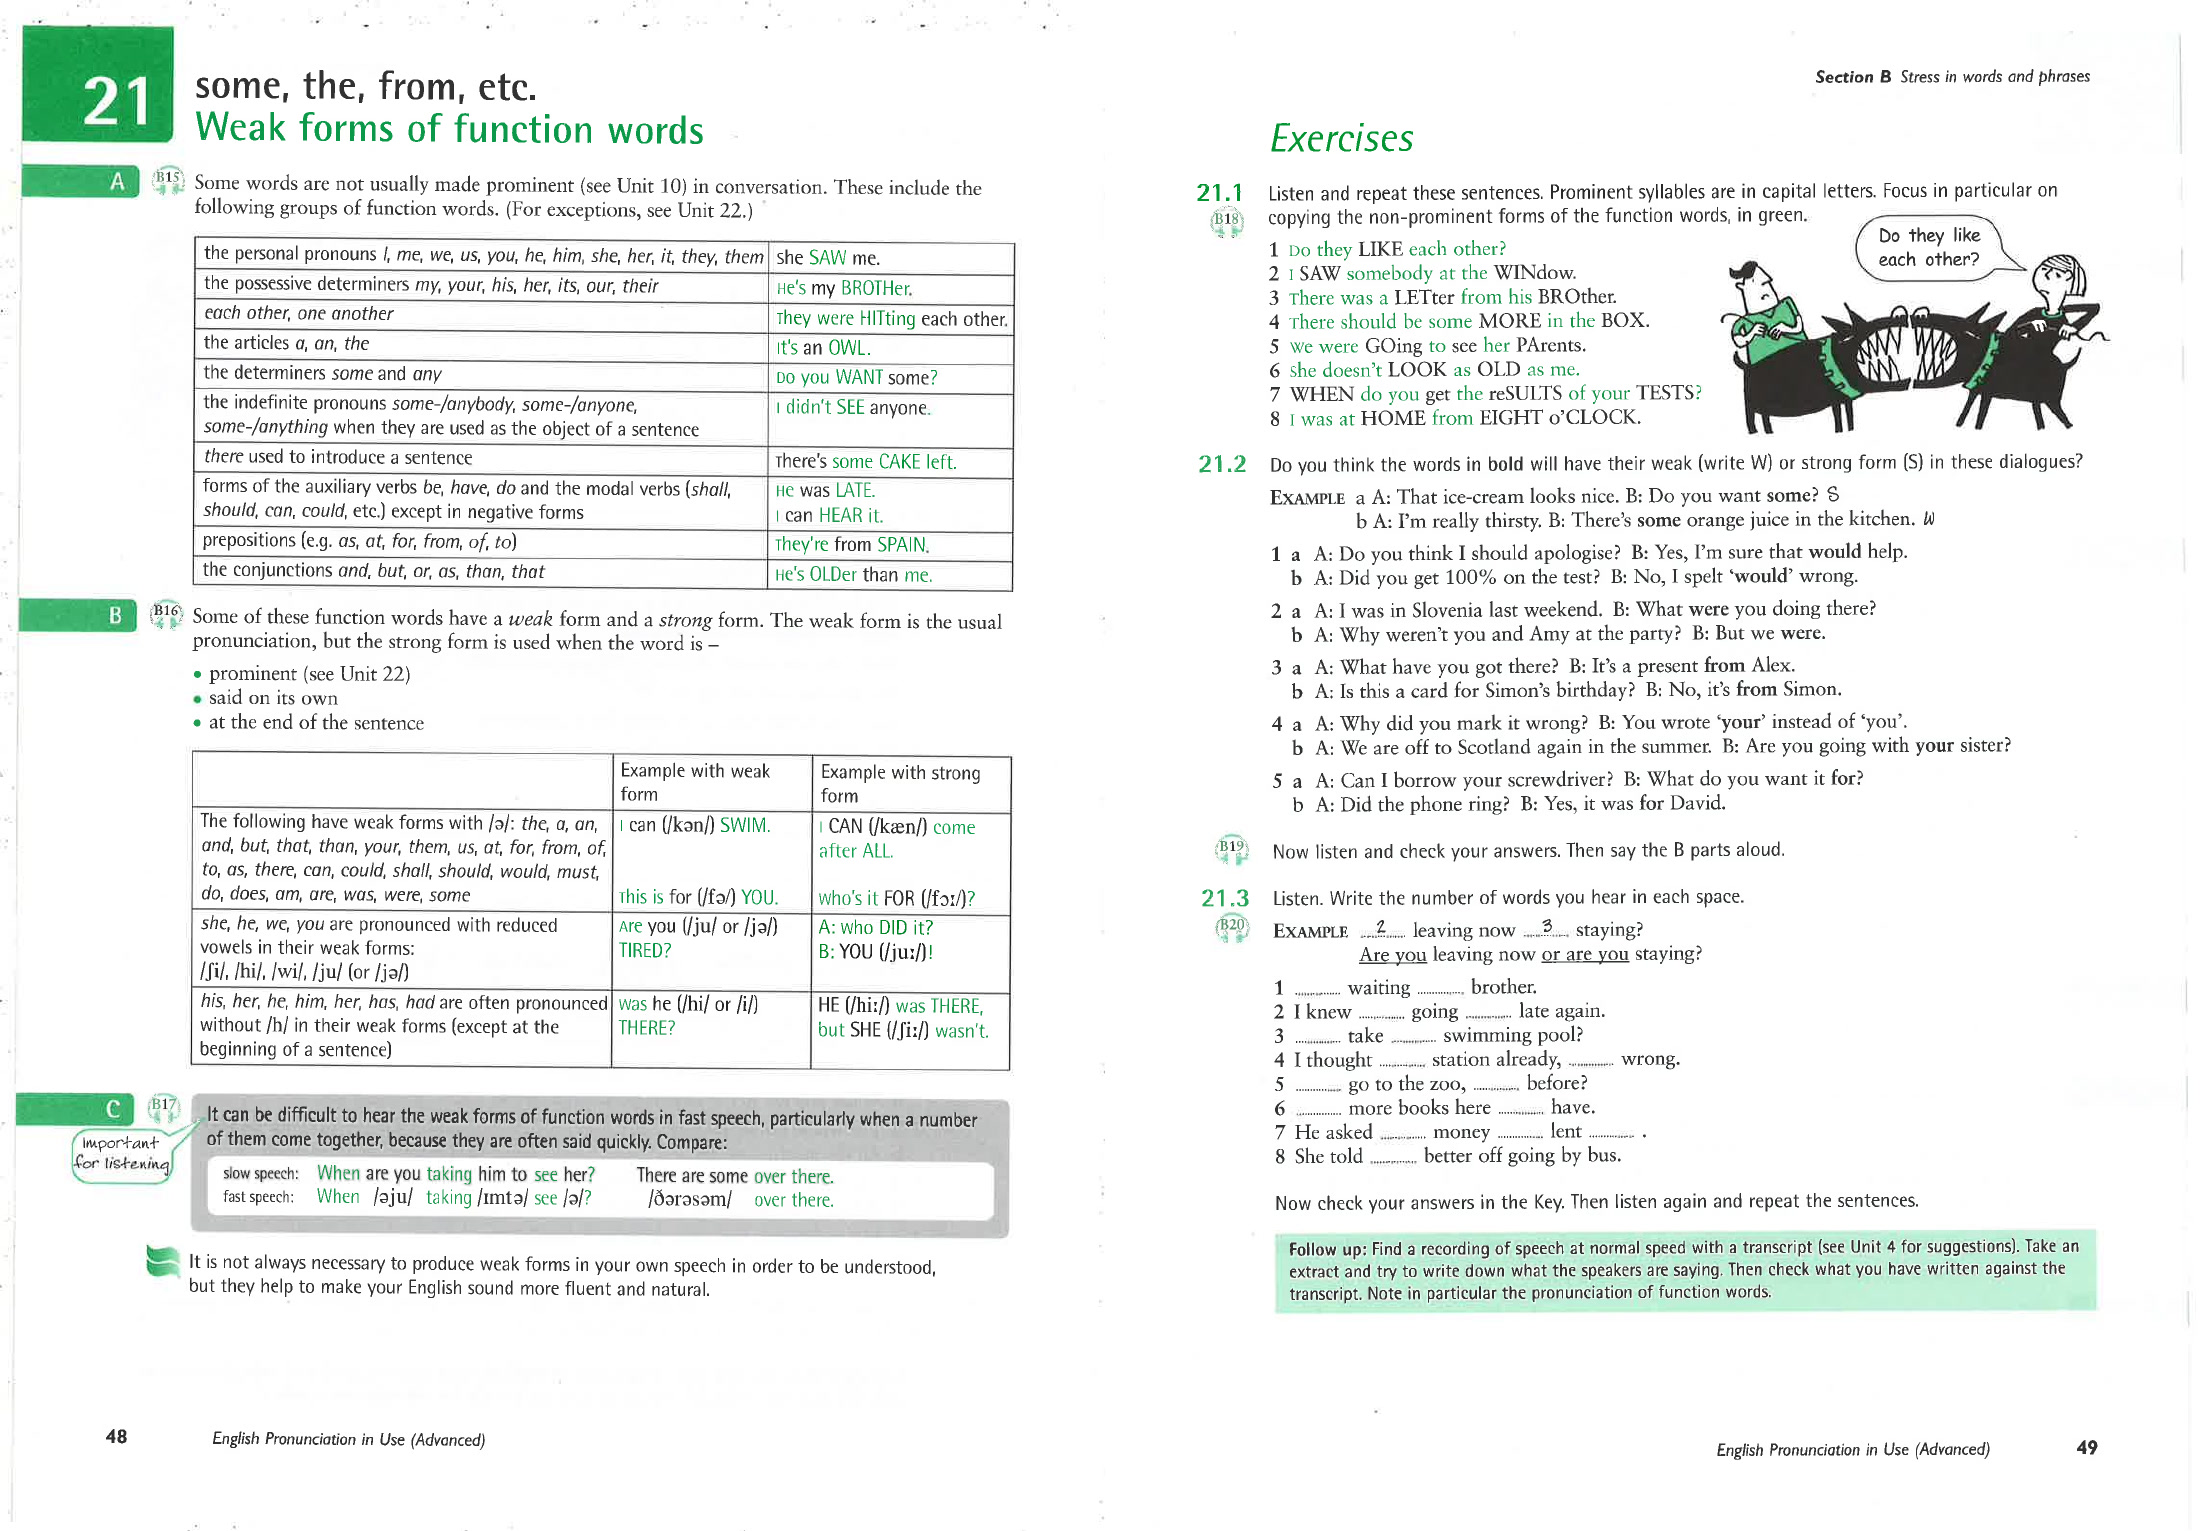 21
some, the, from, etc.
Weak forms of function words
A
B15
Some words are not usually made prominent (see Unit 10) in conversation. These include the
following groups of function words. (For exceptions, see Unit 22.)
the personal pronouns I, me, we, us, you, he, him, she, her, it, they, them
she SAW me.
the possessive determiners my, your, his, her, its, our, their
He's my BROTHer.
each other, one another
They were HITting each other.
the articles a, an, the
It's an OWL.
the determiners some and any
Do you WANT some?
the indefinite pronouns some-/anybody, some-/anyone,
some-/anything when they are used as the object of a sentence
I didn't SEE anyone.
there used to introduce a sentence
There's some CAKE left.
forms of the auxiliary verbs be, have, do and the modal verbs (shall,
should, can, could, etc.) except in negative forms
He was LATE.
I can HEAR it.
prepositions (e.g. as, at, for, from, of, to)
They're from SPAIN.
the conjunctions and, but, or, as, than, that
He's OLDer than me.
B
B16
Some of these function words have a weak form and a strong form. The weak form is the usual
pronunciation, but the strong form is used when the word is –
• prominent (see Unit 22)
• said on its own
• at the end of the sentence
Example with weak
form
Example with strong
form
The following have weak forms with /ə/: the, a, an,
and, but, that, than, your, them, us, at, for, from, of,
to, as, there, can, could, shall, should, would, must,
do, does, am, are, was, were, some
I can (/kən/) SWIM.
This is for (/fə/) YOU.
I CAN (/kæn/) come
after ALL.
Who's it FOR (/fɔː/)?
she, he, we, you are pronounced with reduced
vowels in their weak forms:
/ʃi/, /hi/, /wi/, /ju/ (or /jə/)
Are you (/ju/ or /jə/)
TIRED?
A: who DID it?
B: YOU (/juː/)!
his, her, he, him, her, has, had are often pronounced
without /h/ in their weak forms (except at the
beginning of a sentence)
Was he (/hi/ or /i/)
THERE?
HE (/hiː/) was THERE,
but SHE (/ʃiː/) wasn't.
C
B17
Important
for listening
It can be difficult to hear the weak forms of function words in fast speech, particularly when a number
of them come together, because they are often said quickly. Compare:
slow speech: When are you taking him to see her? There are some over there.
fast speech: When /əju/ taking /ɪmtə/ see /ə/? /ðərəsəm/ over there.
It is not always necessary to produce weak forms in your own speech in order to be understood,
but they help to make your English sound more fluent and natural.
48
English Pronunciation in Use (Advanced)
Section B Stress in words and phrases
Exercises
21.1 Listen and repeat these sentences. Prominent syllables are in capital letters. Focus in particular on
B18 copying the non-prominent forms of the function words, in green.
1 Do they LIKE each other?
2 I SAW somebody at the WINdow.
3 There was a LETter from his BROther.
4 There should be some MORE in the BOX.
5 We were GOing to see her PArents.
6 She doesn't LOOK as OLD as me.
7 WHEN do you get the reSULTS of your TESTS?
8 I was at HOME from EIGHT o'CLOCK.
Do they like
each other?
21.2 Do you think the words in bold will have their weak (write W) or strong form (S) in these dialogues?
EXAMPLE a A: That ice-cream looks nice. B: Do you want some? S
b A: I'm really thirsty. B: There's some orange juice in the kitchen. W
1 a A: Do you think I should apologise? B: Yes, I'm sure that would help.
b A: Did you get 100% on the test? B: No, I spelt 'would' wrong.
2 a A: I was in Slovenia last weekend. B: What were you doing there?
b A: Why weren't you and Amy at the party? B: But we were.
3 a A: What have you got there? B: It's a present from Alex.
b A: Is this a card for Simon's birthday? B: No, it's from Simon.
4 a A: Why did you mark it wrong? B: You wrote 'your' instead of 'you'.
b A: We are off to Scotland again in the summer. B: Are you going with your sister?
5 a A: Can I borrow your screwdriver? B: What do you want it for?
b A: Did the phone ring? B: Yes, it was for David.
B19 Now listen and check your answers. Then say the B parts aloud.
21.3 Listen. Write the number of words you hear in each space.
B20 EXAMPLE ....2.... leaving now ....3.... staying?
Are you leaving now or are you staying?
1 ............ waiting ............ brother.
2 I knew ............ going ............ late again.
3 ............ take ............ swimming pool?
4 I thought ............ station already, ............ wrong.
5 ............ go to the zoo, ............ before?
6 ............ more books here ............ have.
7 He asked ............ money ............ lent ............ .
8 She told ............ better off going by bus.
Now check your answers in the Key. Then listen again and repeat the sentences.
Follow up: Find a recording of speech at normal speed with a transcript (see Unit 4 for suggestions). Take an
extract and try to write down what the speakers are saying. Then check what you have written against the
transcript. Note in particular the pronunciation of function words.
English Pronunciation in Use (Advanced)
49